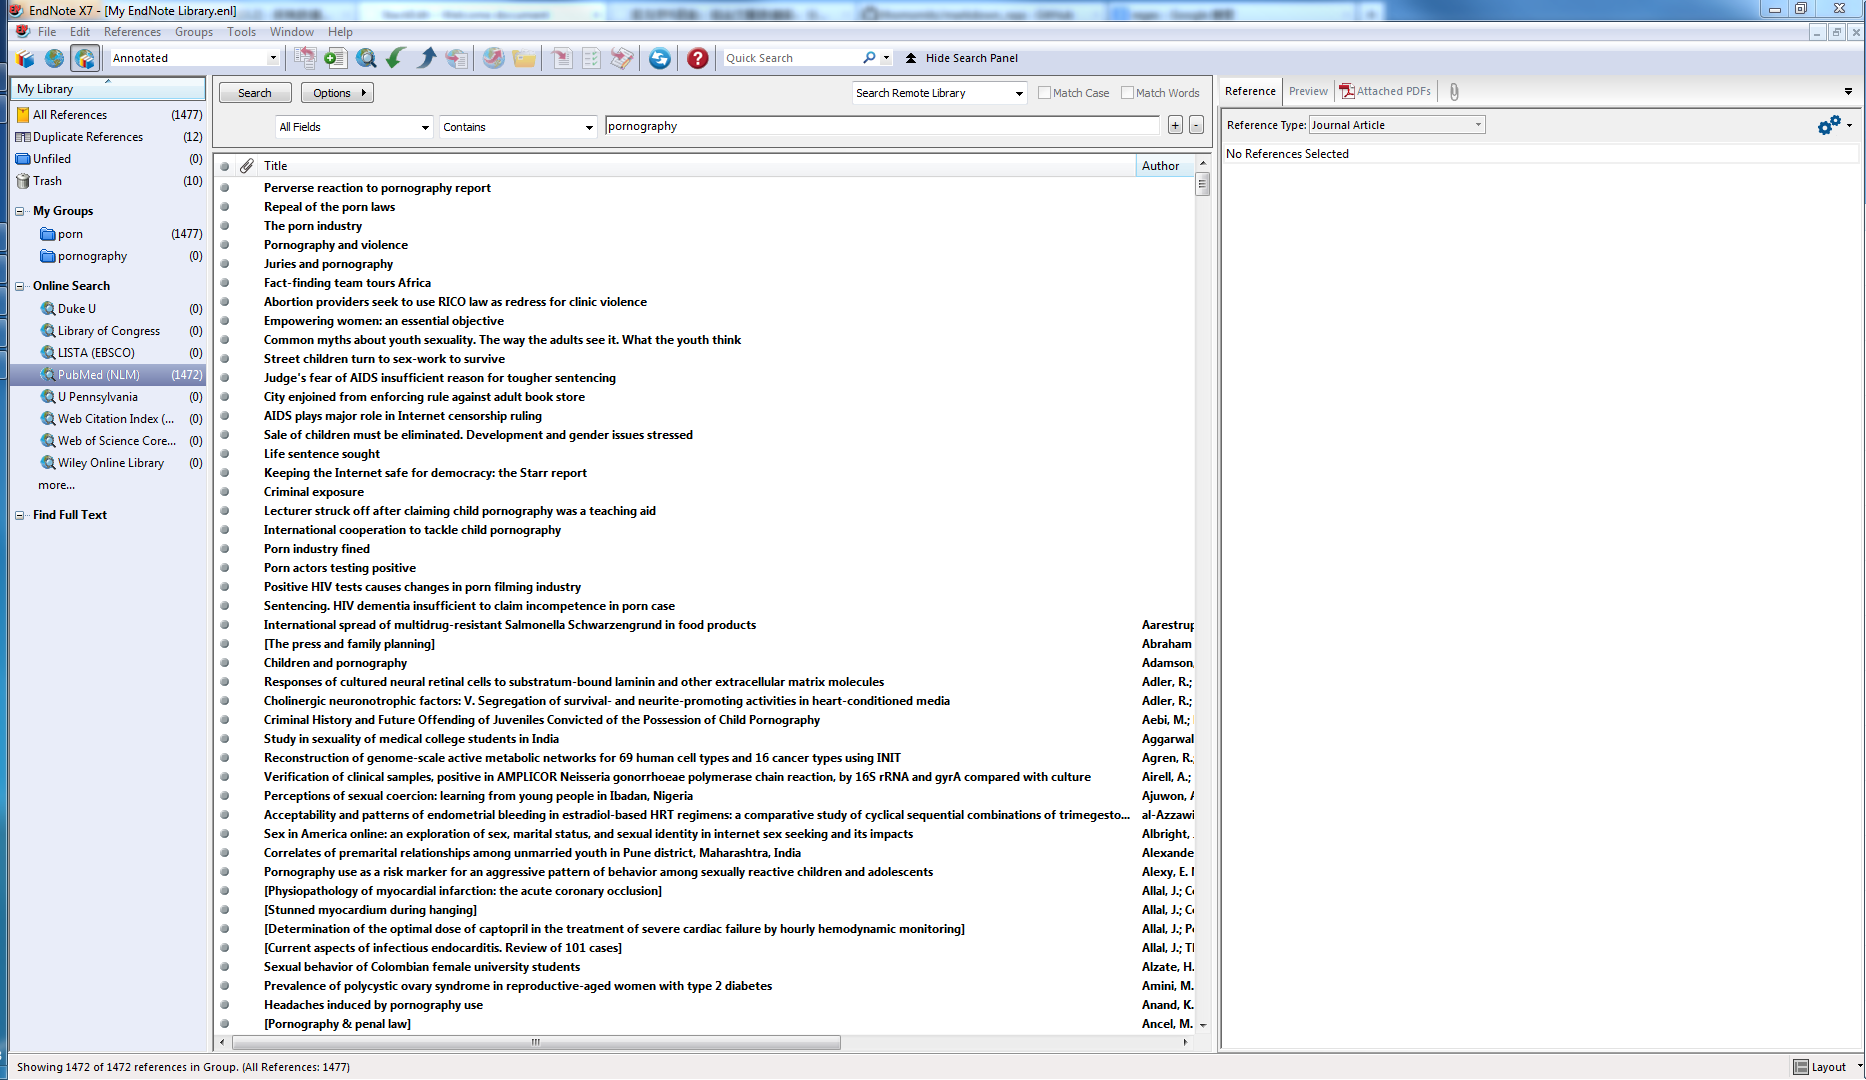 EndNote X7 - [My EndNote Library.enl]
File Edit References Groups Tools Window Help
Annotated
Quick Search
Hide Search Panel
My Library
All References (1477)
Duplicate References (12)
Unfiled (0)
Trash (10)
My Groups
porn (1477)
pornography (0)
Online Search
Duke U (0)
Library of Congress (0)
LISTA (EBSCO) (0)
PubMed (NLM) (1472)
U Pennsylvania (0)
Web Citation Index (... (0)
Web of Science Core... (0)
Wiley Online Library (0)
more...
Find Full Text
Search Options Search Remote Library Match Case Match Words
All Fields Contains pornography + -
Title Author
Perverse reaction to pornography report
Repeal of the porn laws
The porn industry
Pornography and violence
Juries and pornography
Fact-finding team tours Africa
Abortion providers seek to use RICO law as redress for clinic violence
Empowering women: an essential objective
Common myths about youth sexuality. The way the adults see it. What the youth think
Street children turn to sex-work to survive
Judge's fear of AIDS insufficient reason for tougher sentencing
City enjoined from enforcing rule against adult book store
AIDS plays major role in Internet censorship ruling
Sale of children must be eliminated. Development and gender issues stressed
Life sentence sought
Keeping the Internet safe for democracy: the Starr report
Criminal exposure
Lecturer struck off after claiming child pornography was a teaching aid
International cooperation to tackle child pornography
Porn industry fined
Porn actors testing positive
Positive HIV tests causes changes in porn filming industry
Sentencing. HIV dementia insufficient to claim incompetence in porn case
International spread of multidrug-resistant Salmonella Schwarzengrund in food products Aarestrup
[The press and family planning] Abraham
Children and pornography Adamson,
Responses of cultured neural retinal cells to substratum-bound laminin and other extracellular matrix molecules Adler, R.;
Cholinergic neuronotrophic factors: V. Segregation of survival- and neurite-promoting activities in heart-conditioned media Adler, R.;
Criminal History and Future Offending of Juveniles Convicted of the Possession of Child Pornography Aebi, M.;
Study in sexuality of medical college students in India Aggarwal
Reconstruction of genome-scale active metabolic networks for 69 human cell types and 16 cancer types using INIT Agren, R.;
Verification of clinical samples, positive in AMPLICOR Neisseria gonorrhoeae polymerase chain reaction, by 16S rRNA and gyrA compared with culture Airell, A.;
Perceptions of sexual coercion: learning from young people in Ibadan, Nigeria Ajuwon, A
Acceptability and patterns of endometrial bleeding in estradiol-based HRT regimens: a comparative study of cyclical sequential combinations of trimegesto... al-Azzawi
Sex in America online: an exploration of sex, marital status, and sexual identity in internet sex seeking and its impacts Albright,
Correlates of premarital relationships among unmarried youth in Pune district, Maharashtra, India Alexande
Pornography use as a risk marker for an aggressive pattern of behavior among sexually reactive children and adolescents Alexy, E.
[Physiopathology of myocardial infarction: the acute coronary occlusion] Allal, J.; C
[Stunned myocardium during hanging] Allal, J.; C
[Determination of the optimal dose of captopril in the treatment of severe cardiac failure by hourly hemodynamic monitoring] Allal, J.; P
[Current aspects of infectious endocarditis. Review of 101 cases] Allal, J.; T
Sexual behavior of Colombian female university students Alzate, H.
Prevalence of polycystic ovary syndrome in reproductive-aged women with type 2 diabetes Amini, M.
Headaches induced by pornography use Anand, K.
[Pornography & penal law] Ancel, M.
Reference Preview Attached PDFs
Reference Type: Journal Article
No References Selected
Showing 1472 of 1472 references in Group. (All References: 1477)
Layout